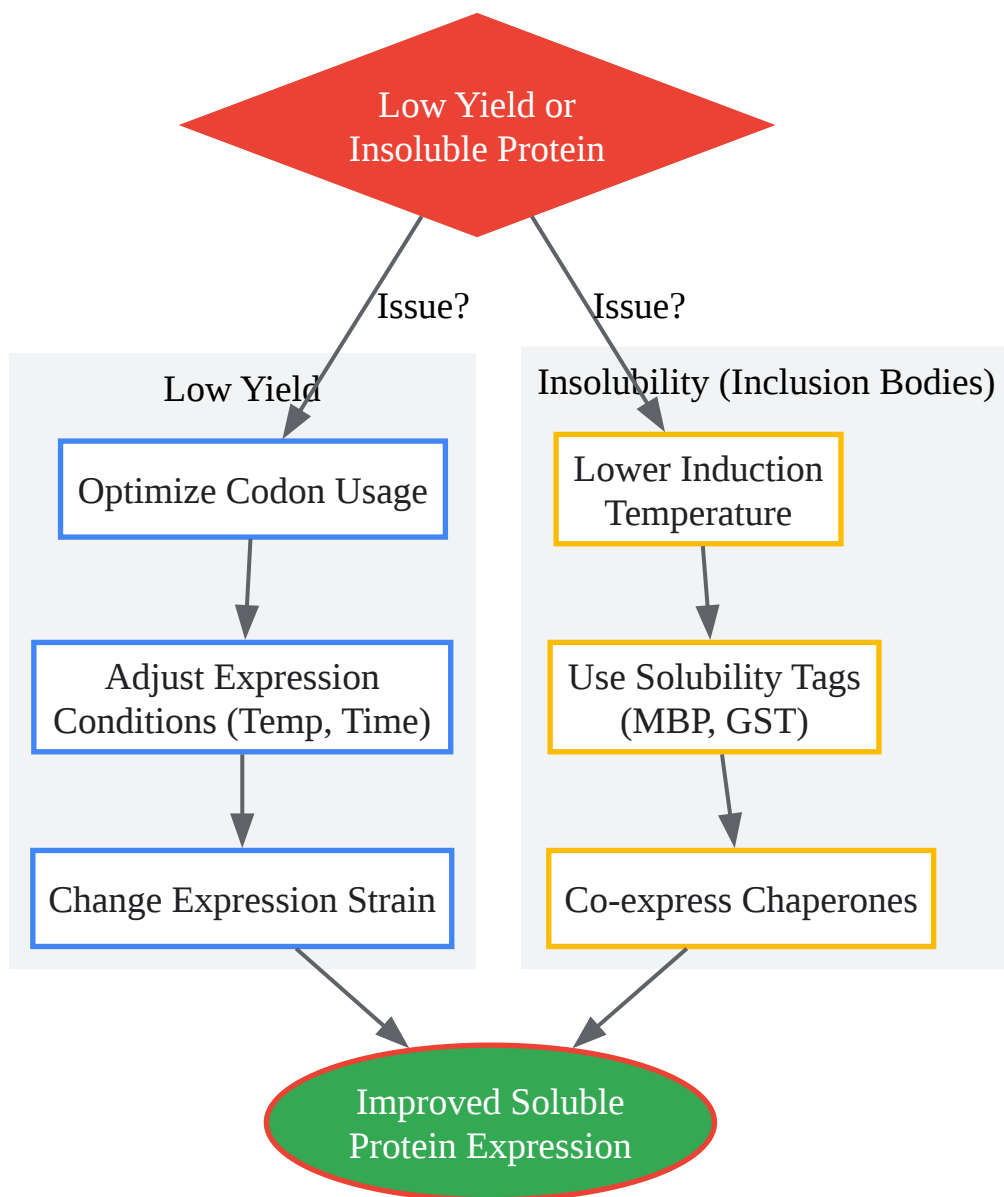 Low Yield or
Insoluble Protein
Issue?
Issue?
Low Yield
Insolubility (Inclusion Bodies)
Optimize Codon Usage
Lower Induction
Temperature
Adjust Expression
Conditions (Temp, Time)
Use Solubility Tags
(MBP, GST)
Change Expression Strain
Co-express Chaperones
Improved Soluble
Protein Expression